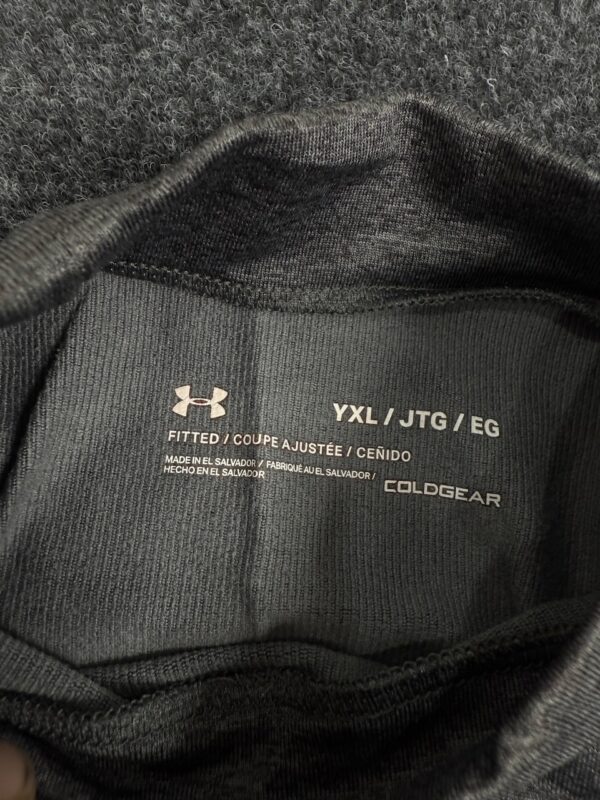 YXL / JTG / EG
FITTED / COUPE AJUSTÉE / CEÑIDO
MADE IN EL SALVADOR / FABRIQUÉ AU EL SALVADOR /
HECHO EN EL SALVADOR
COLDGEAR